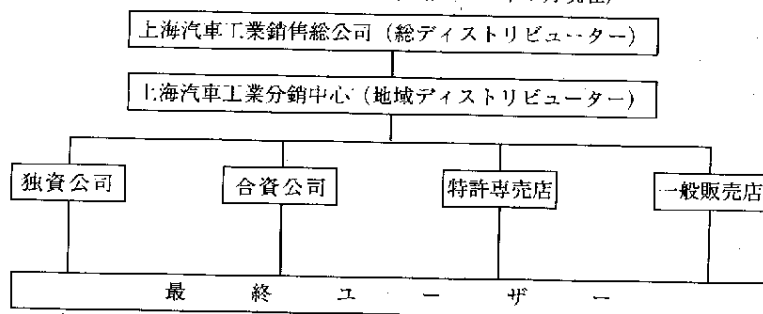 上海汽車工業銷售総公司（総ディストリビューター）
上海汽車工業分銷中心（地域ディストリビューター）
独資公司 合資公司 特許専売店 一般販売店
最終ユーザー